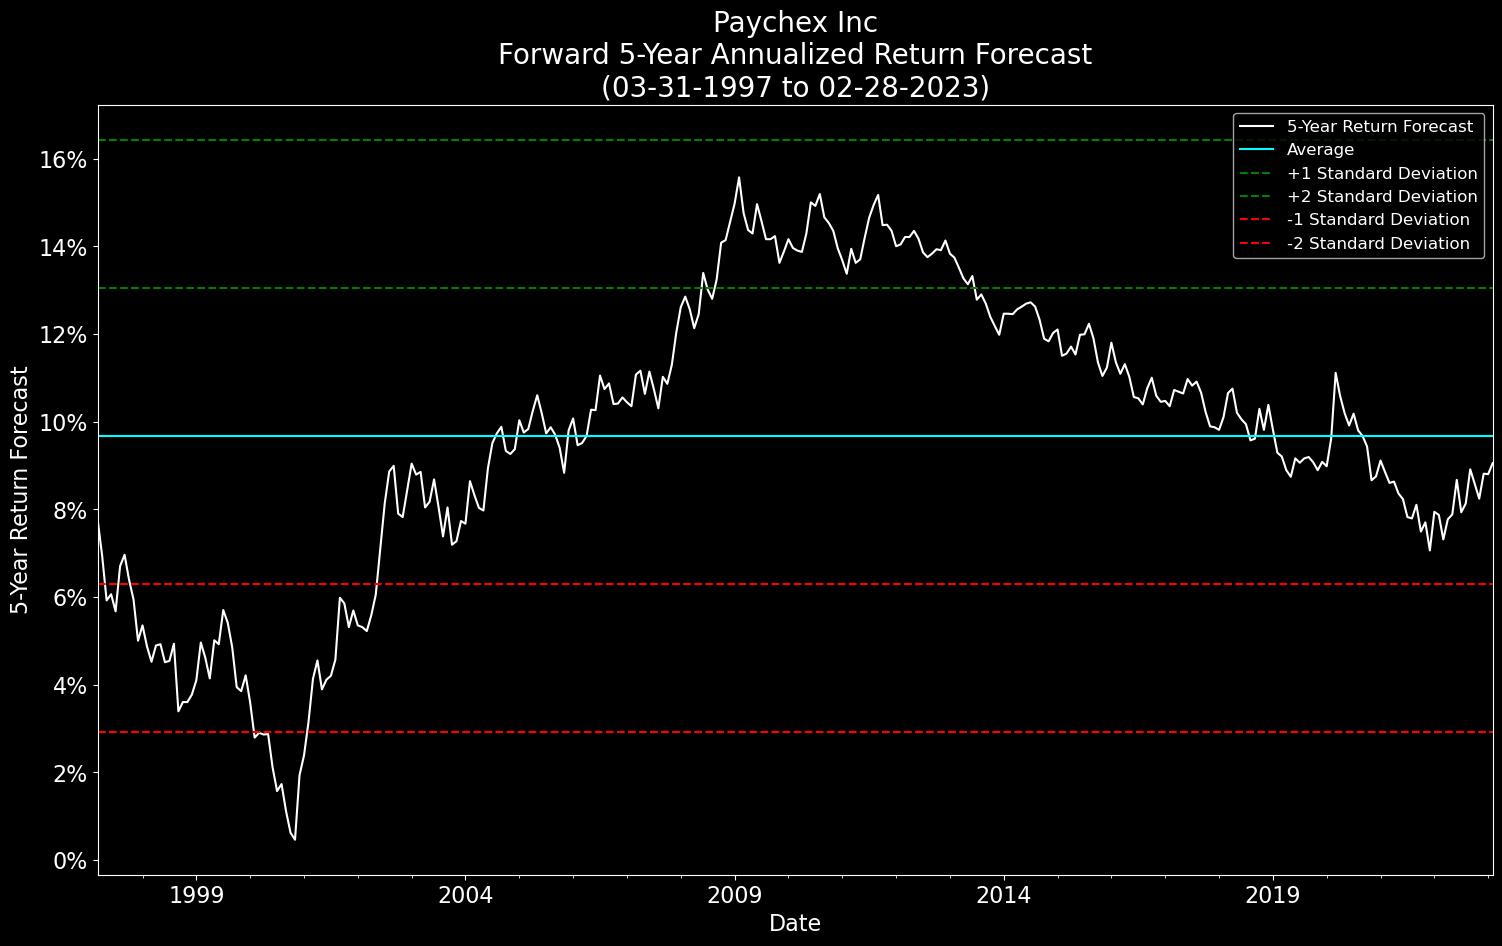 Paychex Inc
Forward 5-Year Annualized Return Forecast
(03-31-1997 to 02-28-2023)
5-Year Return Forecast
Average
+1 Standard Deviation
+2 Standard Deviation
-1 Standard Deviation
-2 Standard Deviation
16%
14%
12%
10%
8%
6%
4%
2%
0%
5-Year Return Forecast
1999
2004
2009
2014
2019
Date